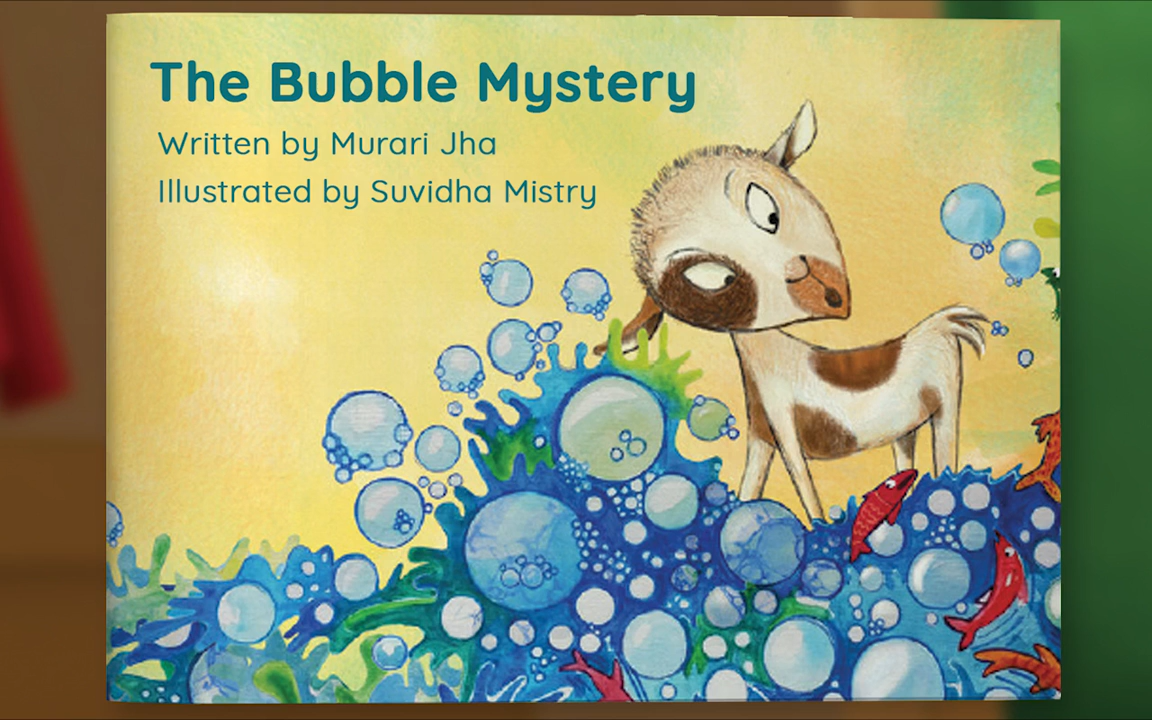 The Bubble Mystery
Written by Murari Jha
Illustrated by Suvidha Mistry